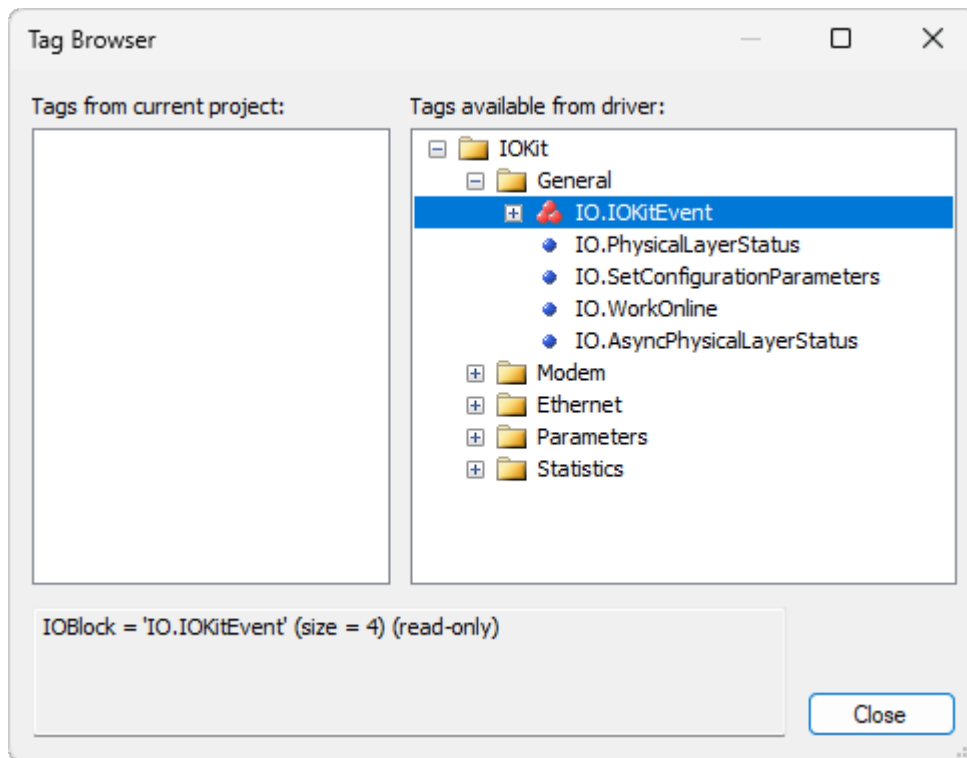 Tag Browser
Tags from current project:
Tags available from driver:
IOKit
General
IO.IOKitEvent
IO.PhysicalLayerStatus
IO.SetConfigurationParameters
IO.WorkOnline
IO.AsyncPhysicalLayerStatus
Modem
Ethernet
Parameters
Statistics
IOBlock = 'IO.IOKitEvent' (size = 4) (read-only)
Close